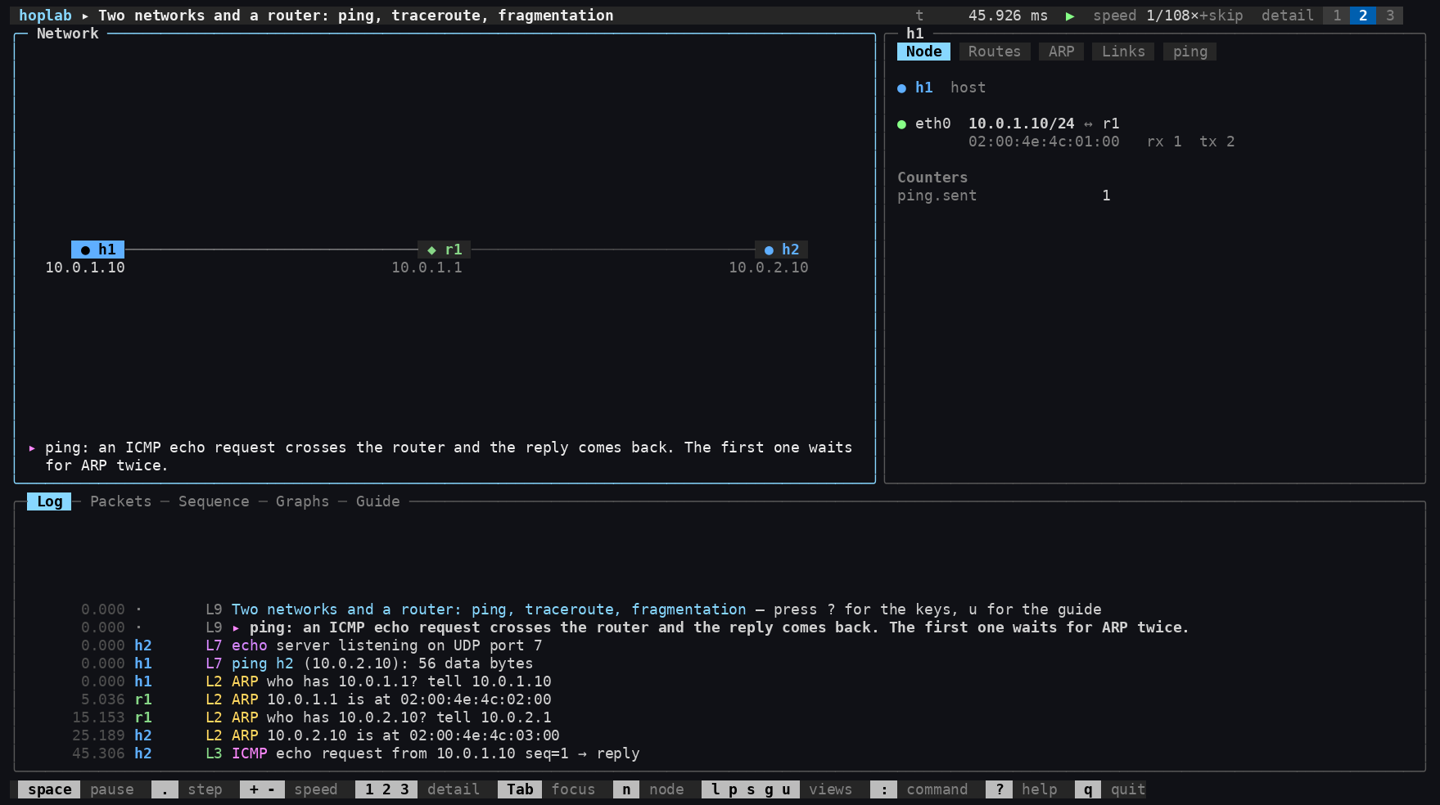 hoplab ▸ Two networks and a router: ping, traceroute, fragmentation t 45.926 ms ▶ speed 1/108×+skip detail 1 2 3
Network
h1
Node Routes ARP Links ping
● h1 host
● eth0 10.0.1.10/24 ↔ r1
02:00:4e:4c:01:00 rx 1 tx 2
Counters
ping.sent 1
● h1 ◆ r1 ● h2
10.0.1.10 10.0.1.1 10.0.2.10
▸ ping: an ICMP echo request crosses the router and the reply comes back. The first one waits
for ARP twice.
Log — Packets — Sequence — Graphs — Guide
0.000 · L9 Two networks and a router: ping, traceroute, fragmentation — press ? for the keys, u for the guide
0.000 · L9 ▸ ping: an ICMP echo request crosses the router and the reply comes back. The first one waits for ARP twice.
0.000 h2 L7 echo server listening on UDP port 7
0.000 h1 L7 ping h2 (10.0.2.10): 56 data bytes
0.000 h1 L2 ARP who has 10.0.1.1? tell 10.0.1.10
5.036 r1 L2 ARP 10.0.1.1 is at 02:00:4e:4c:02:00
15.153 r1 L2 ARP who has 10.0.2.10? tell 10.0.2.1
25.189 h2 L2 ARP 10.0.2.10 is at 02:00:4e:4c:03:00
45.306 h2 L3 ICMP echo request from 10.0.1.10 seq=1 → reply
space pause . step + - speed 1 2 3 detail Tab focus n node l p s g u views : command ? help q quit